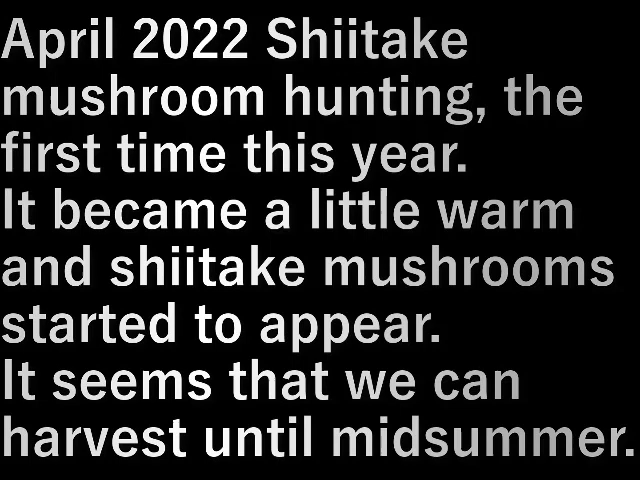 April 2022 Shiitake
mushroom hunting, the
first time this year.
It became a little warm
and shiitake mushrooms
started to appear.
It seems that we can
harvest until midsummer.